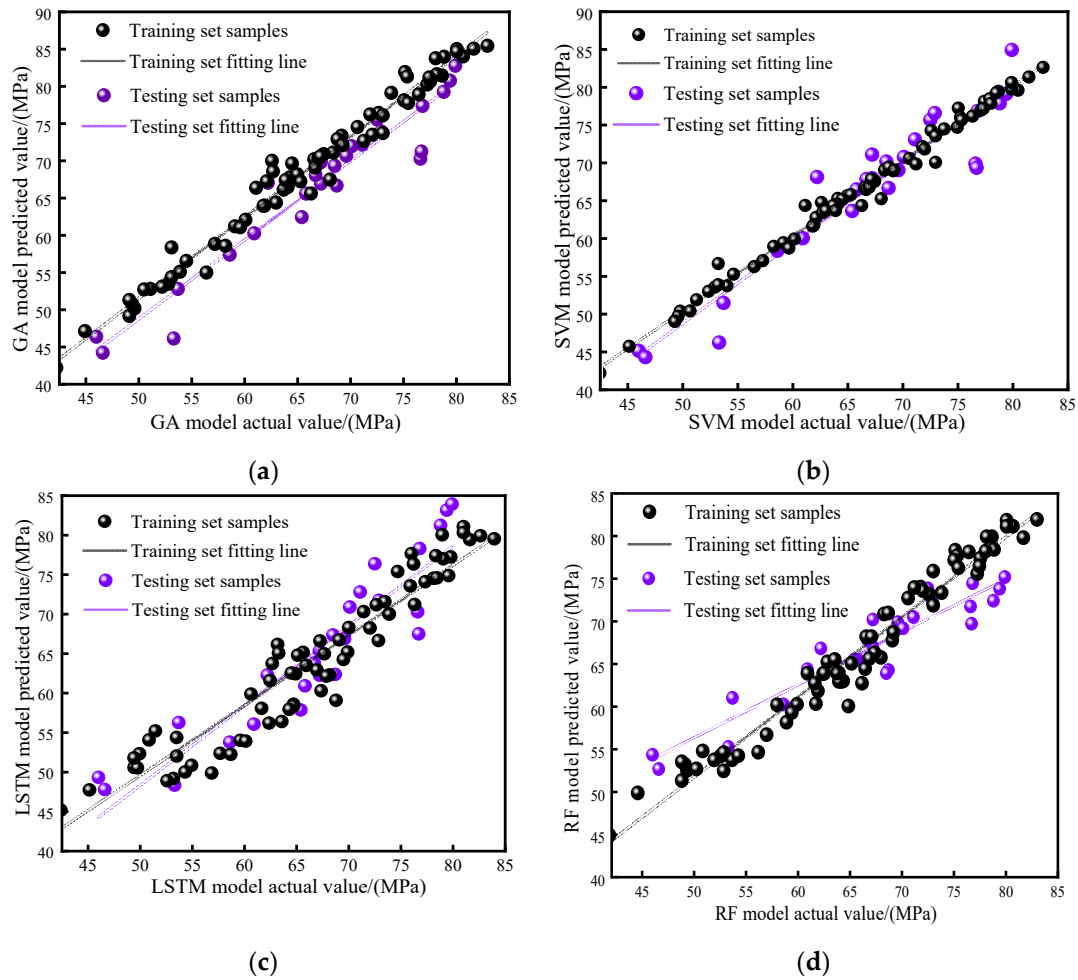 90
85
80
75
70
65
60
55
50
45
40
GA model predicted value/(MPa)
Training set samples
Training set fitting line
Testing set samples
Testing set fitting line
45 50 55 60 65 70 75 80 85
GA model actual value/(MPa)
(a)
90
85
80
75
70
65
60
55
50
45
40
SVM model predicted value/(MPa)
Training set samples
Training set fitting line
Testing set samples
Testing set fitting line
45 50 55 60 65 70 75 80 85
SVM model actual value/(MPa)
(b)
85
80
75
70
65
60
55
50
45
40
LSTM model predicted value/(MPa)
Training set samples
Training set fitting line
Testing set samples
Testing set fitting line
45 50 55 60 65 70 75 80 85
LSTM model actual value/(MPa)
(c)
85
80
75
70
65
60
55
50
45
40
RF model predicted value/(MPa)
Training set samples
Training set fitting line
Testing set samples
Testing set fitting line
45 50 55 60 65 70 75 80 85
RF model actual value/(MPa)
(d)